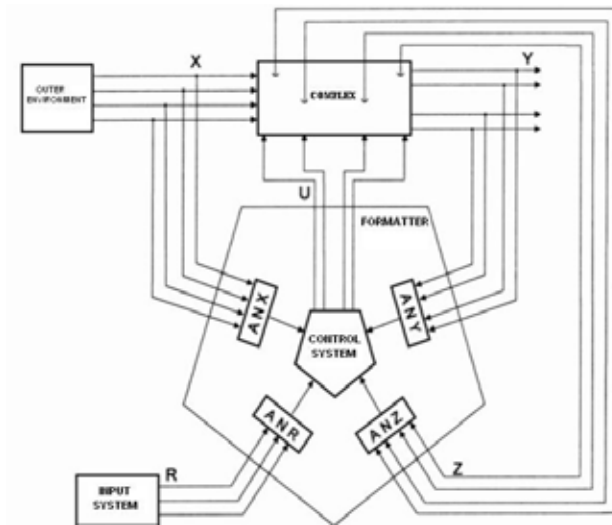 X
Y
OUTER
ENVIRONMENT
COMPLEX
U
FORMATTER
ANX
ANY
CONTROL
SYSTEM
ANR
ANZ
R
Z
INPUT
SYSTEM